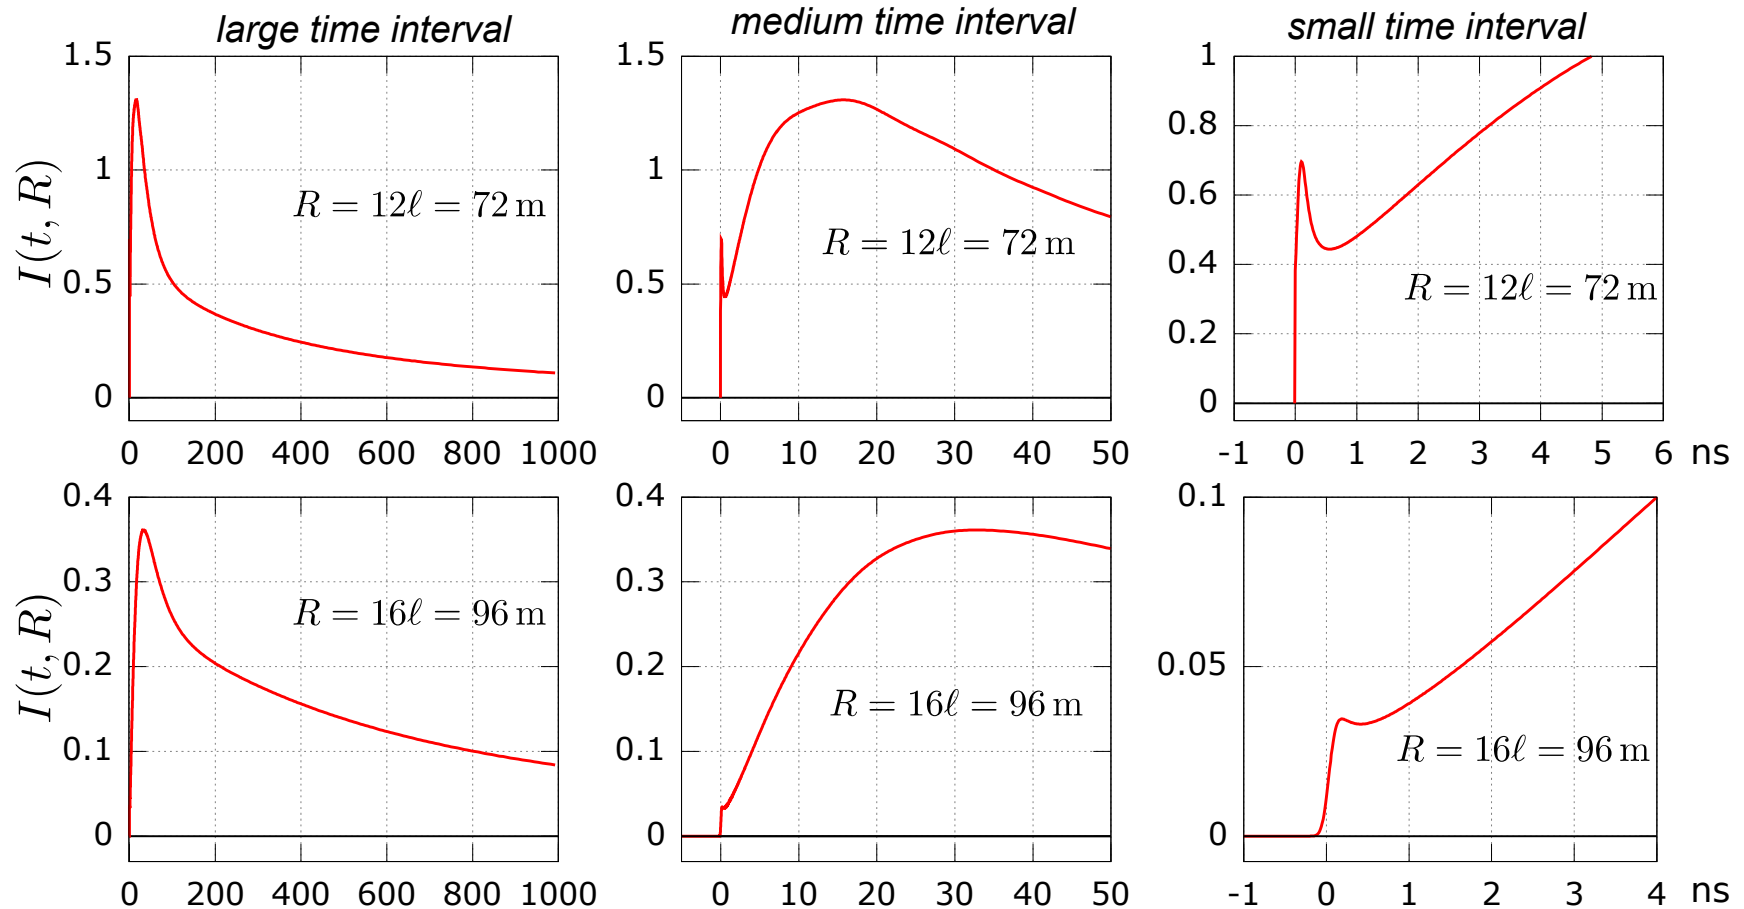 large time interval
medium time interval
small time interval
1.5
1
0.5
0
I(t, R)
R = 12ℓ = 72 m
0 200 400 600 800 1000
1.5
1
0.5
0
R = 12ℓ = 72 m
0 10 20 30 40 50
1
0.8
0.6
0.4
0.2
0
R = 12ℓ = 72 m
-1 0 1 2 3 4 5 6 ns
0.4
0.3
0.2
0.1
0
I(t, R)
R = 16ℓ = 96 m
0 200 400 600 800 1000
0.4
0.3
0.2
0.1
0
R = 16ℓ = 96 m
0 10 20 30 40 50
0.1
0.05
0
R = 16ℓ = 96 m
-1 0 1 2 3 4 ns